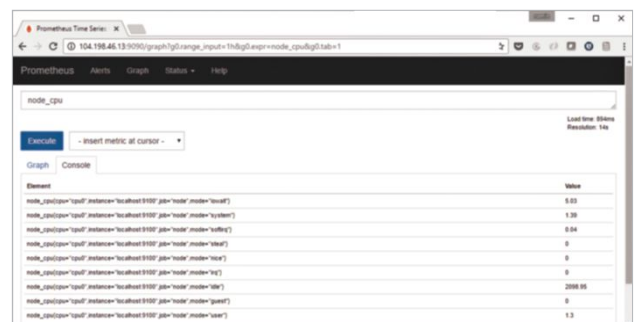 Prometheus Time Series
104.198.46.13:9090/graph?g0.range_input=1h&g0.expr=node_cpu&g0.tab=1
Prometheus Alerts Graph Status Help
node_cpu
Load time: 894ms
Resolution: 14s
Execute - insert metric at cursor -
Graph Console
Element Value
node_cpu{cpu="cpu0",instance="localhost:9100",job="node",mode="iowait"} 5.03
node_cpu{cpu="cpu0",instance="localhost:9100",job="node",mode="system"} 1.39
node_cpu{cpu="cpu0",instance="localhost:9100",job="node",mode="softirq"} 0.04
node_cpu{cpu="cpu0",instance="localhost:9100",job="node",mode="steal"} 0
node_cpu{cpu="cpu0",instance="localhost:9100",job="node",mode="nice"} 0
node_cpu{cpu="cpu0",instance="localhost:9100",job="node",mode="irq"} 0
node_cpu{cpu="cpu0",instance="localhost:9100",job="node",mode="idle"} 2898.95
node_cpu{cpu="cpu0",instance="localhost:9100",job="node",mode="guest"} 0
node_cpu{cpu="cpu0",instance="localhost:9100",job="node",mode="user"} 1.3